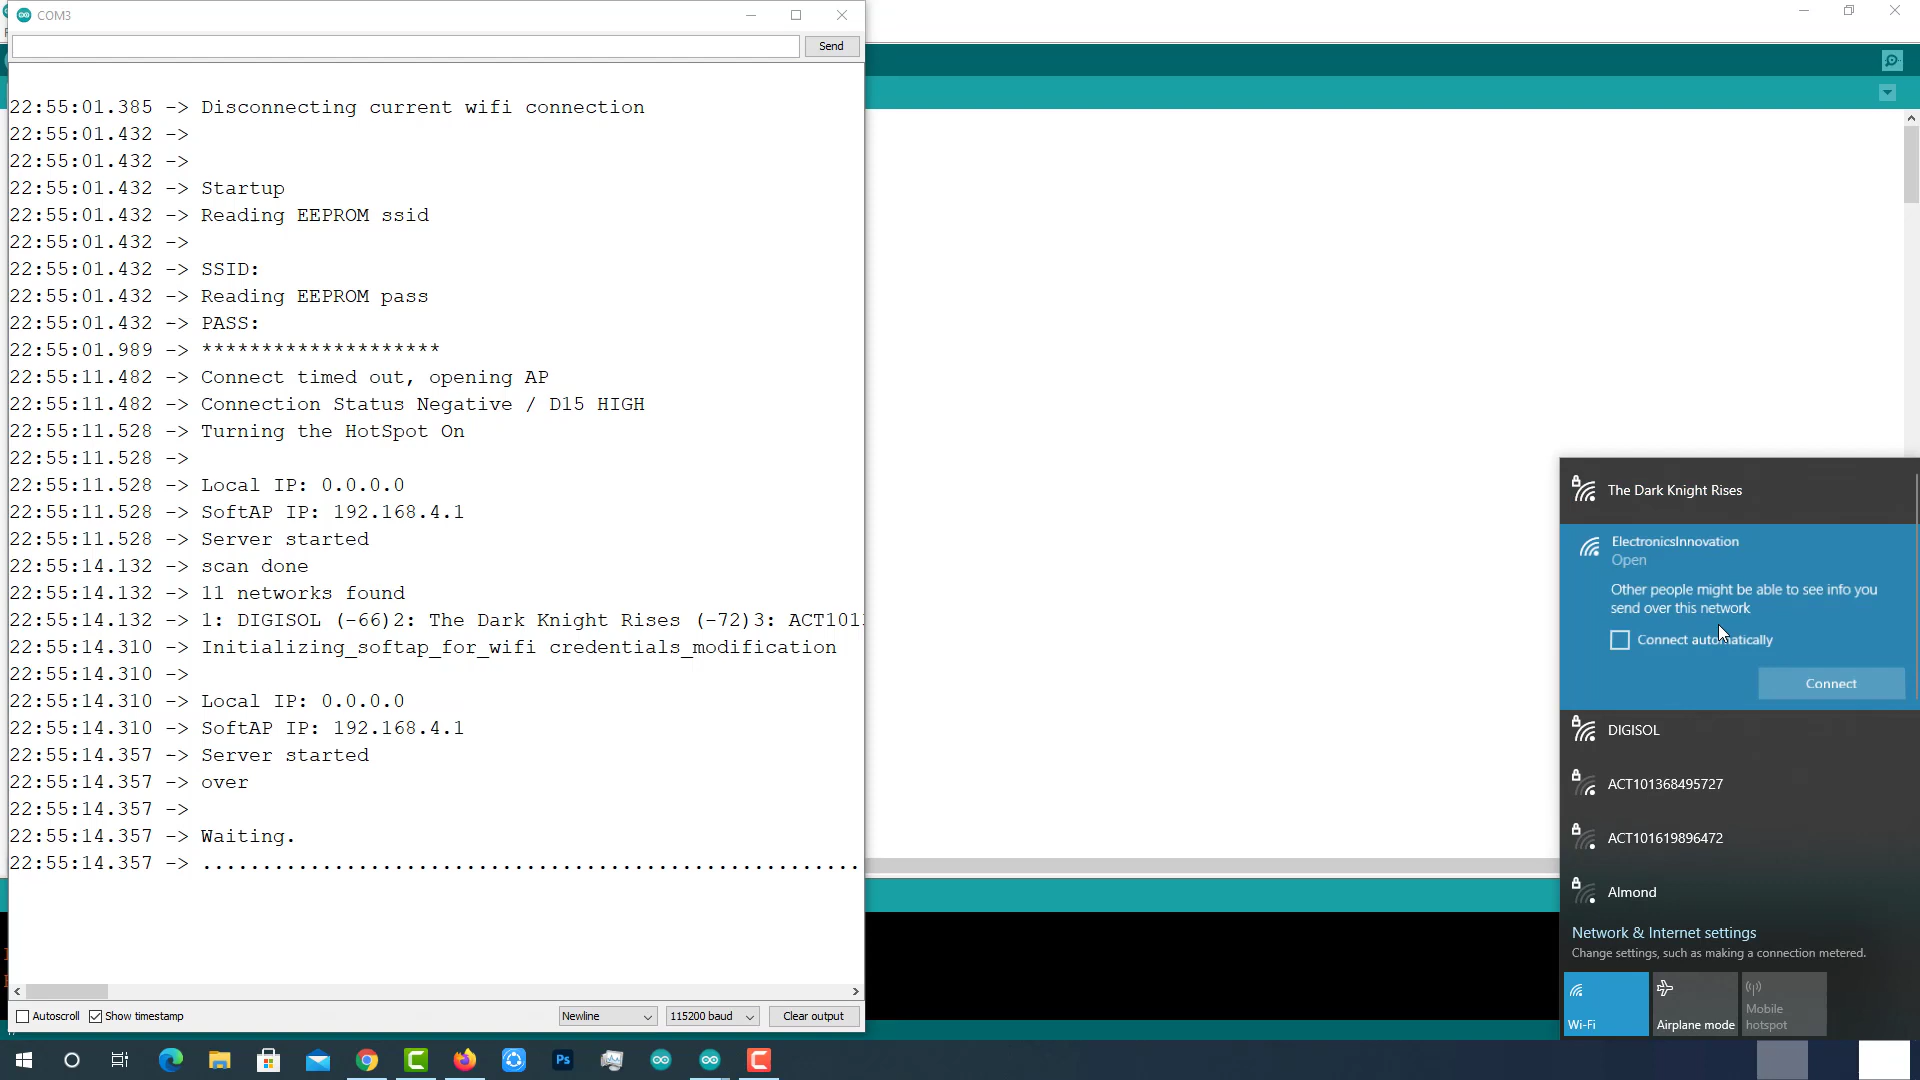 COM3
Send
22:55:01.385 -> Disconnecting current wifi connection
22:55:01.432 ->
22:55:01.432 ->
22:55:01.432 -> Startup
22:55:01.432 -> Reading EEPROM ssid
22:55:01.432 ->
22:55:01.432 -> SSID:
22:55:01.432 -> Reading EEPROM pass
22:55:01.432 -> PASS:
22:55:01.989 -> ********************
22:55:11.482 -> Connect timed out, opening AP
22:55:11.482 -> Connection Status Negative / D15 HIGH
22:55:11.528 -> Turning the HotSpot On
22:55:11.528 ->
22:55:11.528 -> Local IP: 0.0.0.0
22:55:11.528 -> SoftAP IP: 192.168.4.1
22:55:11.528 -> Server started
22:55:14.132 -> scan done
22:55:14.132 -> 11 networks found
22:55:14.132 -> 1: DIGISOL (-66)2: The Dark Knight Rises (-72)3: ACT101
22:55:14.310 -> Initializing_softap_for_wifi credentials_modification
22:55:14.310 ->
22:55:14.310 -> Local IP: 0.0.0.0
22:55:14.310 -> SoftAP IP: 192.168.4.1
22:55:14.357 -> Server started
22:55:14.357 -> over
22:55:14.357 ->
22:55:14.357 -> Waiting.
22:55:14.357 -> .......................................................
Autoscroll
Show timestamp
Newline
115200 baud
Clear output
The Dark Knight Rises
ElectronicsInnovation
Open
Other people might be able to see info you
send over this network
Connect automatically
Connect
DIGISOL
ACT101368495727
ACT101619896472
Almond
Network & Internet settings
Change settings, such as making a connection metered.
Wi-Fi
Airplane mode
Mobile
hotspot
Ps